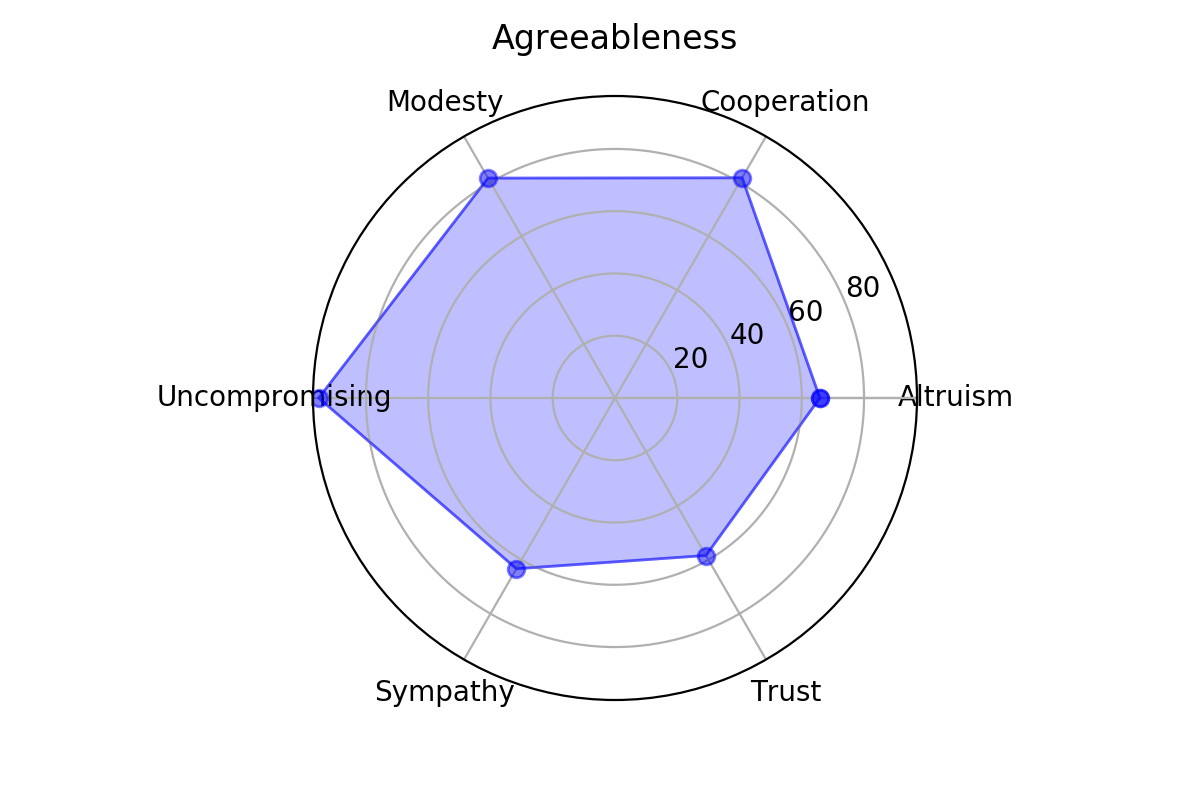 Agreeableness
Modesty
Cooperation
80
60
40
20
Uncompromising
Altruism
Sympathy
Trust